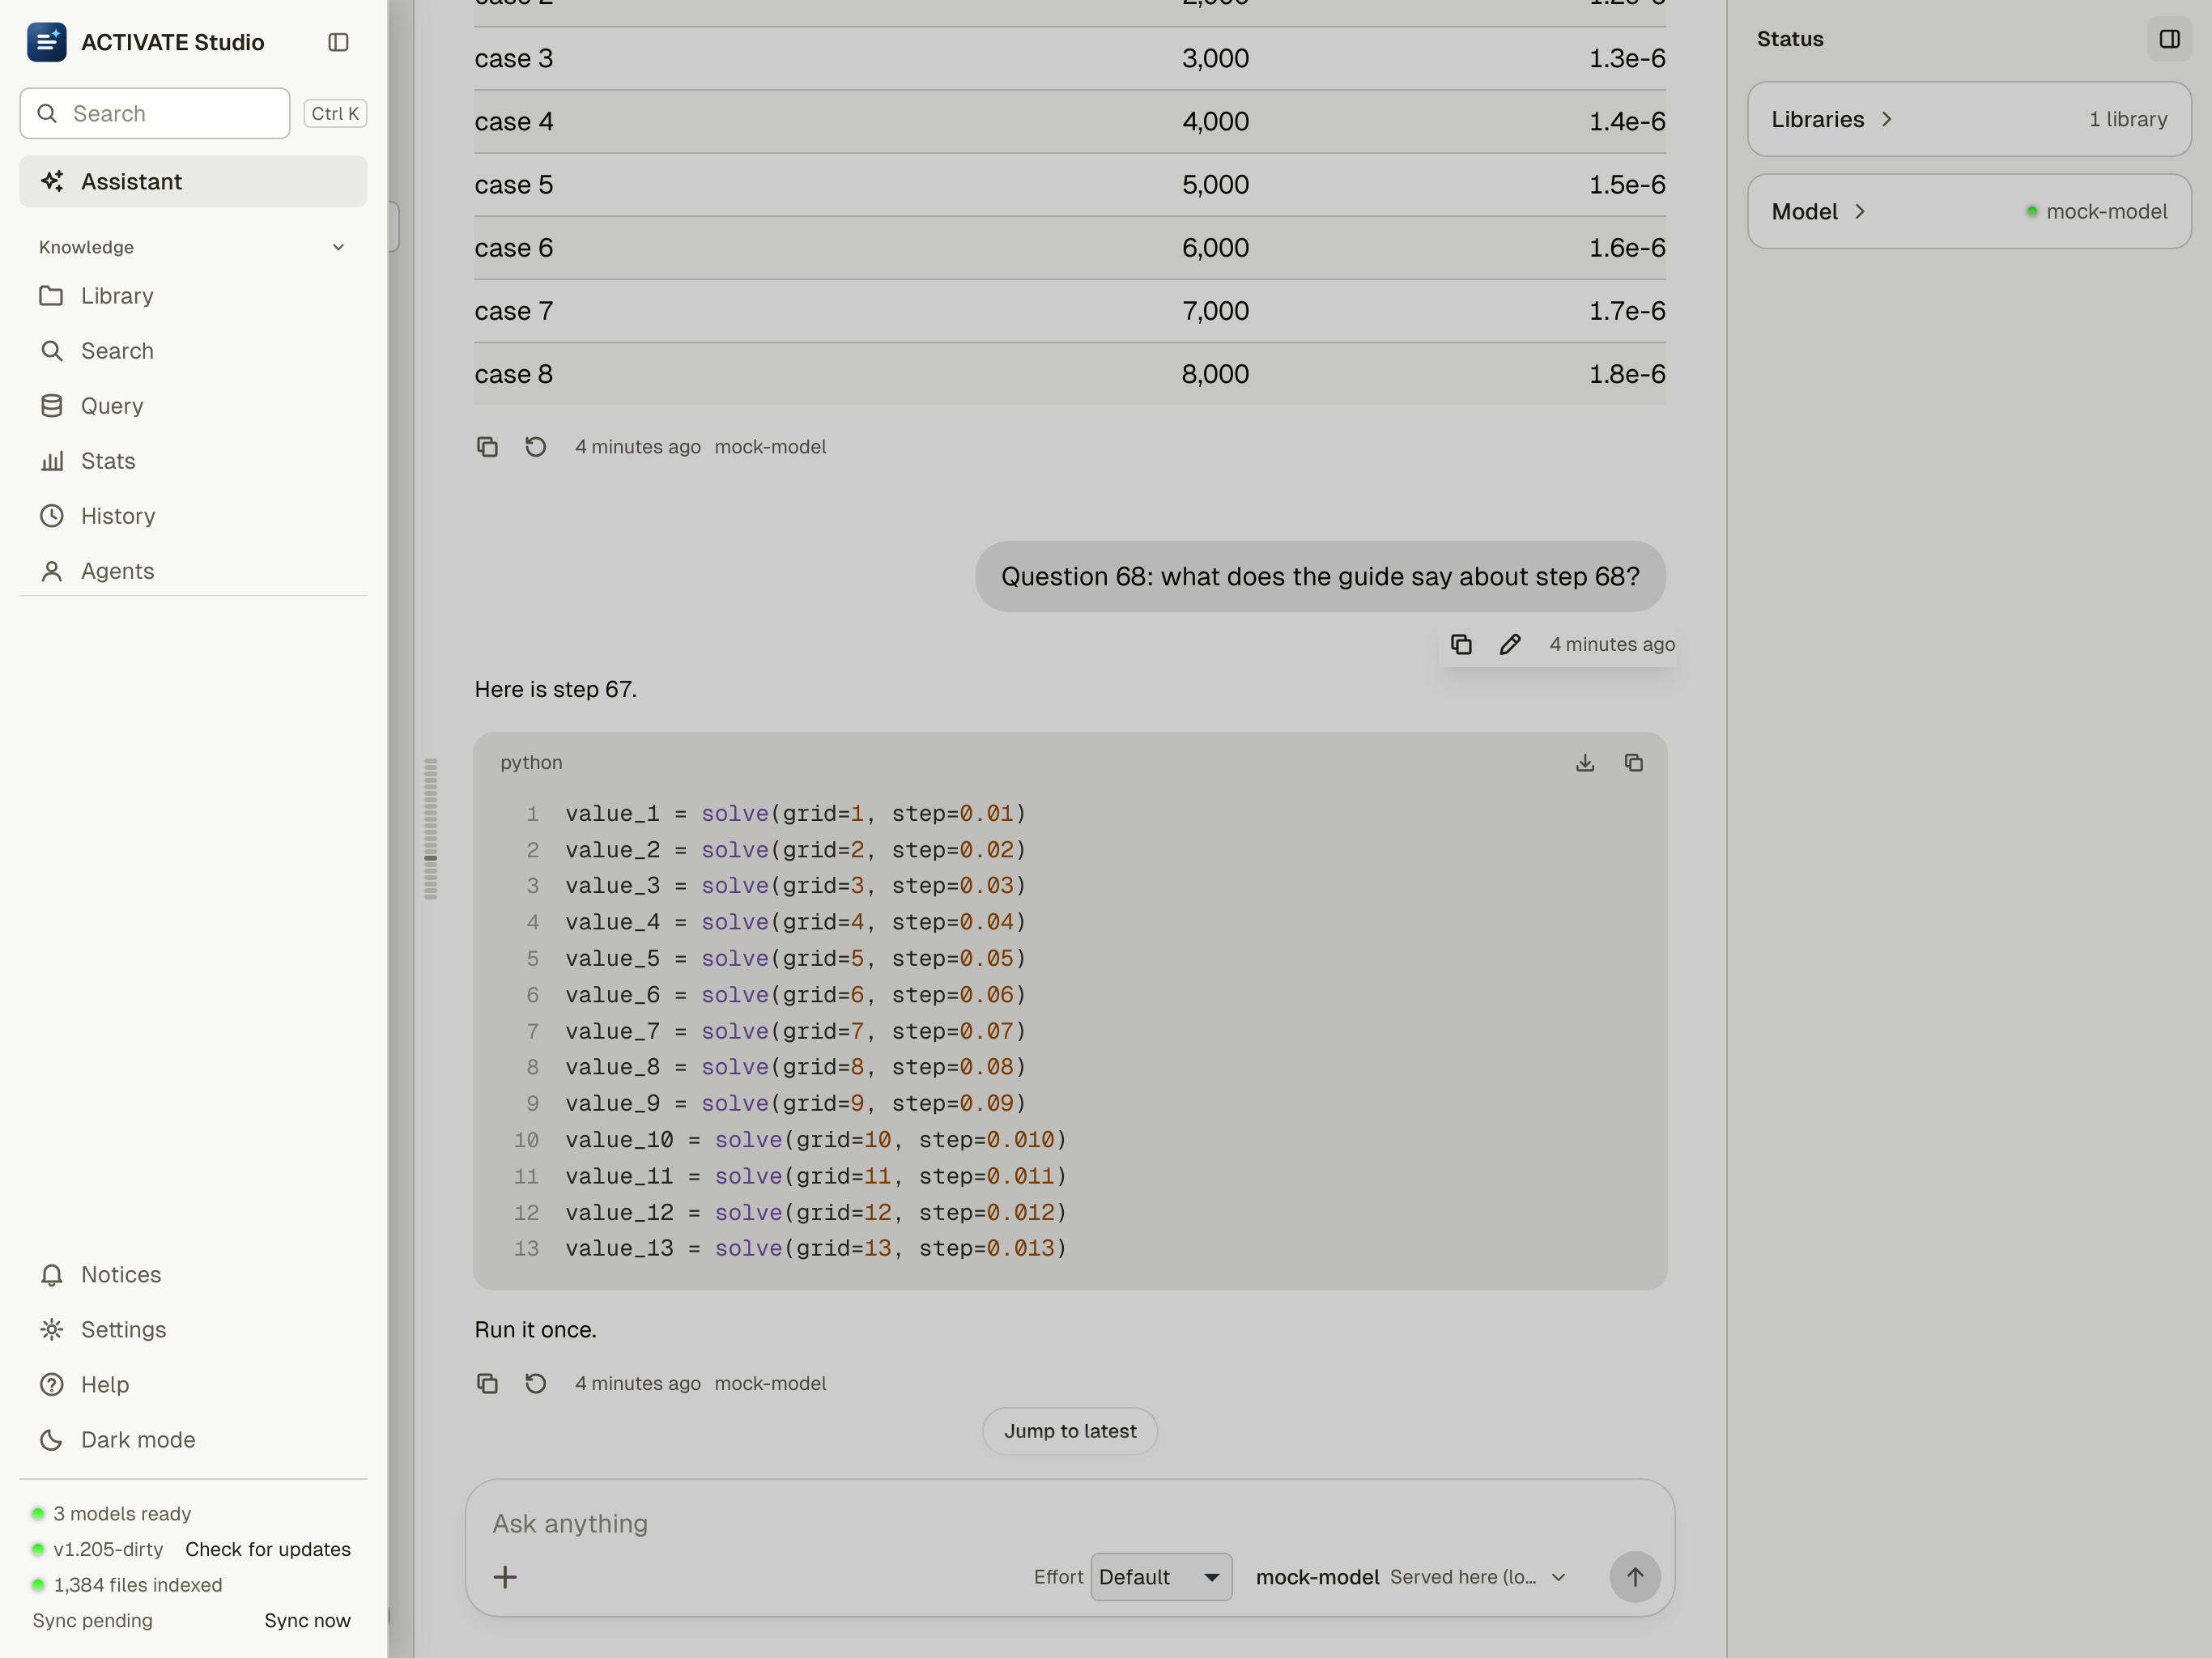 ACTIVATE Studio
Search
Ctrl K
Assistant
Knowledge
Library
Search
Query
Stats
History
Agents
Notices
Settings
Help
Dark mode
3 models ready
v1.205-dirty Check for updates
1,384 files indexed
Sync pending Sync now
case 3 3,000 1.3e-6
case 4 4,000 1.4e-6
case 5 5,000 1.5e-6
case 6 6,000 1.6e-6
case 7 7,000 1.7e-6
case 8 8,000 1.8e-6
4 minutes ago mock-model
Question 68: what does the guide say about step 68?
4 minutes ago
Here is step 67.
python
1 value_1 = solve(grid=1, step=0.01)
2 value_2 = solve(grid=2, step=0.02)
3 value_3 = solve(grid=3, step=0.03)
4 value_4 = solve(grid=4, step=0.04)
5 value_5 = solve(grid=5, step=0.05)
6 value_6 = solve(grid=6, step=0.06)
7 value_7 = solve(grid=7, step=0.07)
8 value_8 = solve(grid=8, step=0.08)
9 value_9 = solve(grid=9, step=0.09)
10 value_10 = solve(grid=10, step=0.010)
11 value_11 = solve(grid=11, step=0.011)
12 value_12 = solve(grid=12, step=0.012)
13 value_13 = solve(grid=13, step=0.013)
Run it once.
4 minutes ago mock-model
Jump to latest
Ask anything
Effort Default mock-model Served here (lo...
Status
Libraries 1 library
Model mock-model